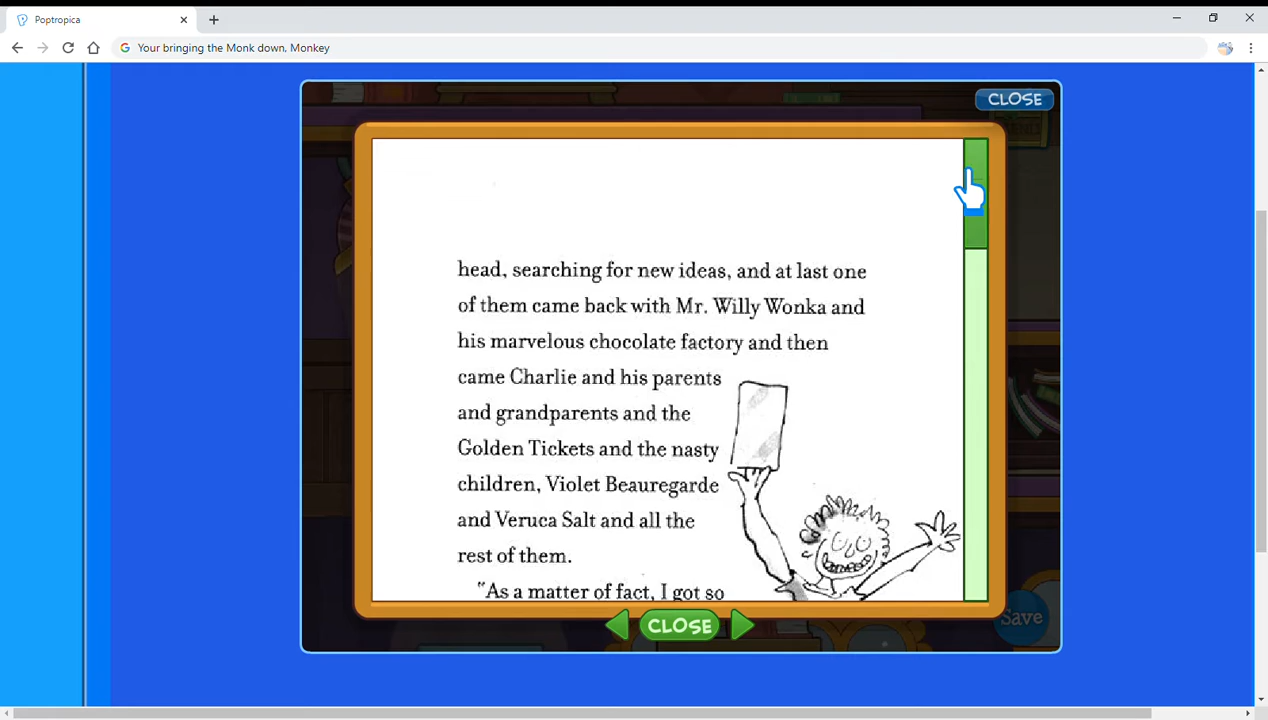 Poptropica
Your bringing the Monk down. Monkey
CLOSE
head, searching for new ideas, and at last one
of them came back with Mr. Willy Wonka and
his marvelous chocolate factory and then
came Charlie and his parents
and grandparents and the
Golden Tickets and the nasty
children, Violet Beauregarde
and Veruca Salt and all the
rest of them.
"As a matter of fact, I got so
Save
CLOSE